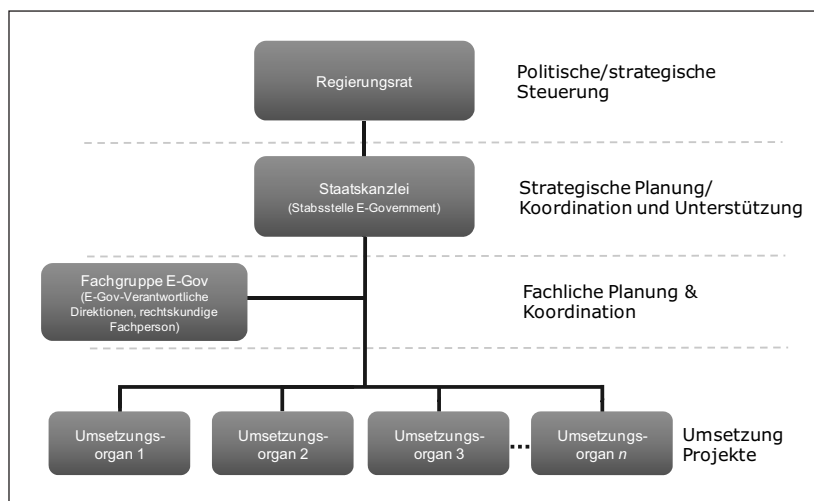 Regierungsrat
Politische/strategische
Steuerung
Staatskanzlei
(Stabsstelle E-Government)
Strategische Planung/
Koordination und Unterstützung
Fachgruppe E-Gov
(E-Gov-Verantwortliche
Direktionen, rechtskundige
Fachperson)
Fachliche Planung &
Koordination
Umsetzungs-
organ 1
Umsetzungs-
organ 2
Umsetzungs-
organ 3
...
Umsetzungs-
organ n
Umsetzung
Projekte